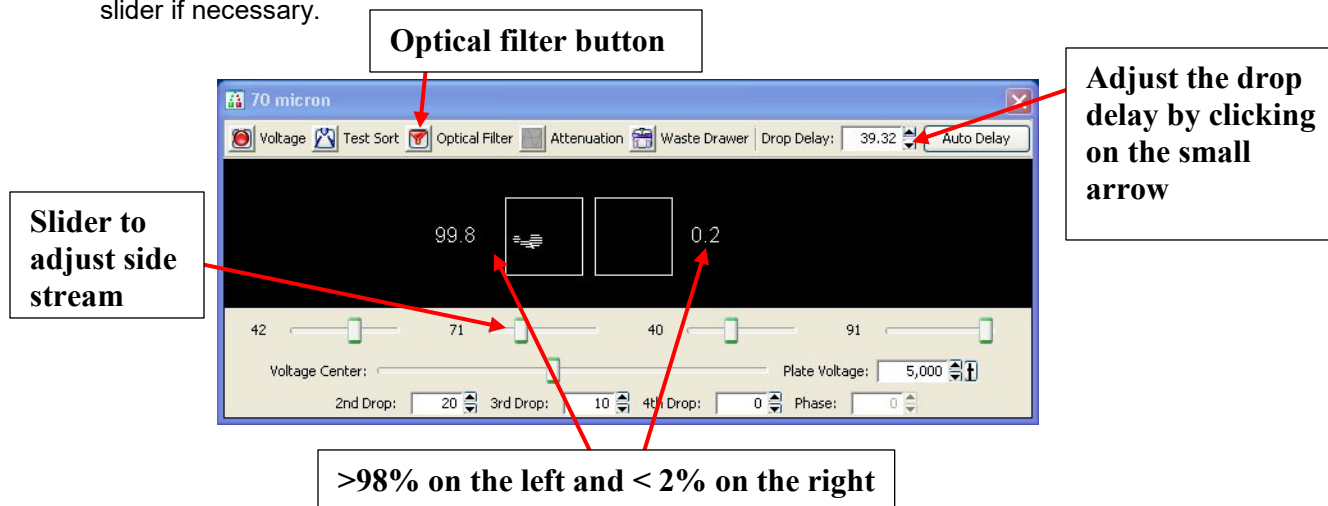 slider if necessary.
Optical filter button
Adjust the drop
delay by clicking
on the small
arrow
70 micron
Voltage Test Sort Optical Filter Attenuation Waste Drawer Drop Delay: 39.32 Auto Delay
Slider to
adjust side
stream
99.8 0.2
42 71 40 91
Voltage Center: Plate Voltage: 5,000
2nd Drop: 20 3rd Drop: 10 4th Drop: 0 Phase: 0
>98% on the left and < 2% on the right